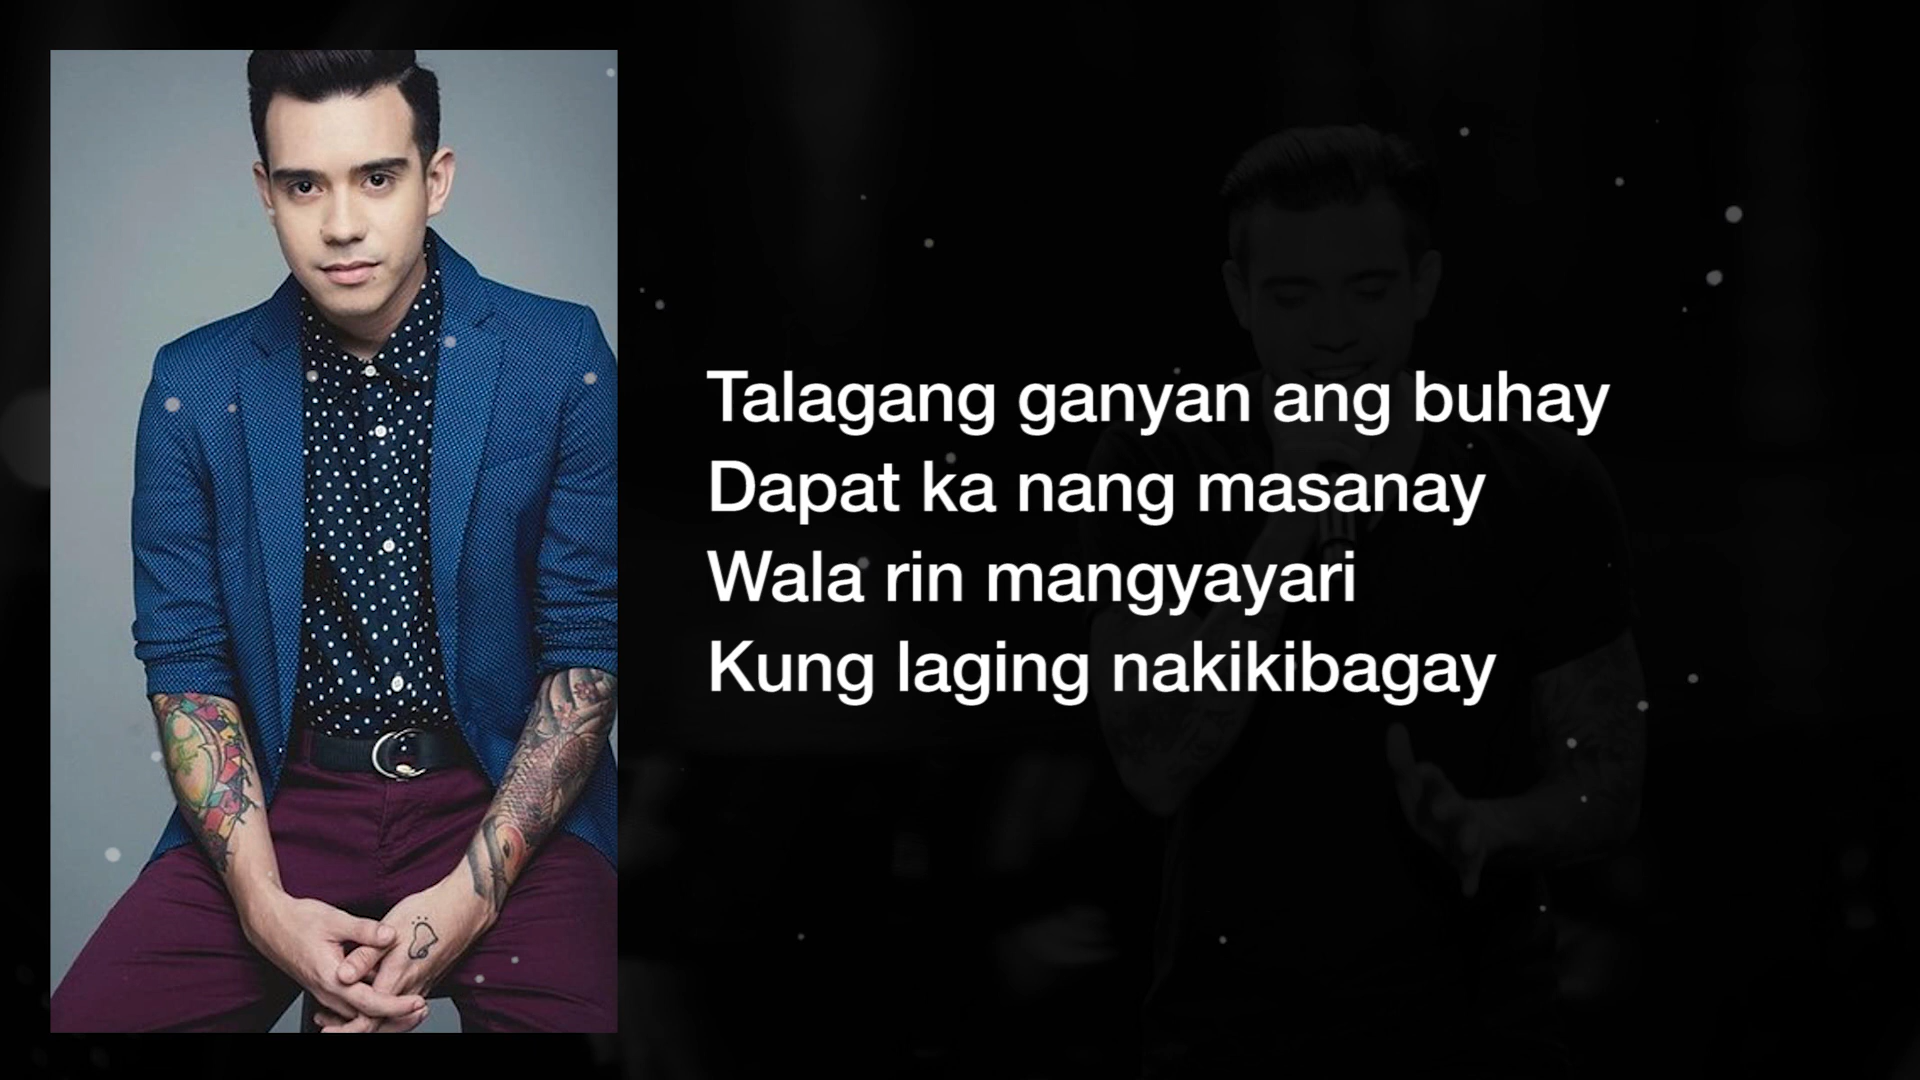 Talagang ganyan ang buhay
Dapat ka nang masanay
Wala rin mangyayari
Kung laging nakikibagay